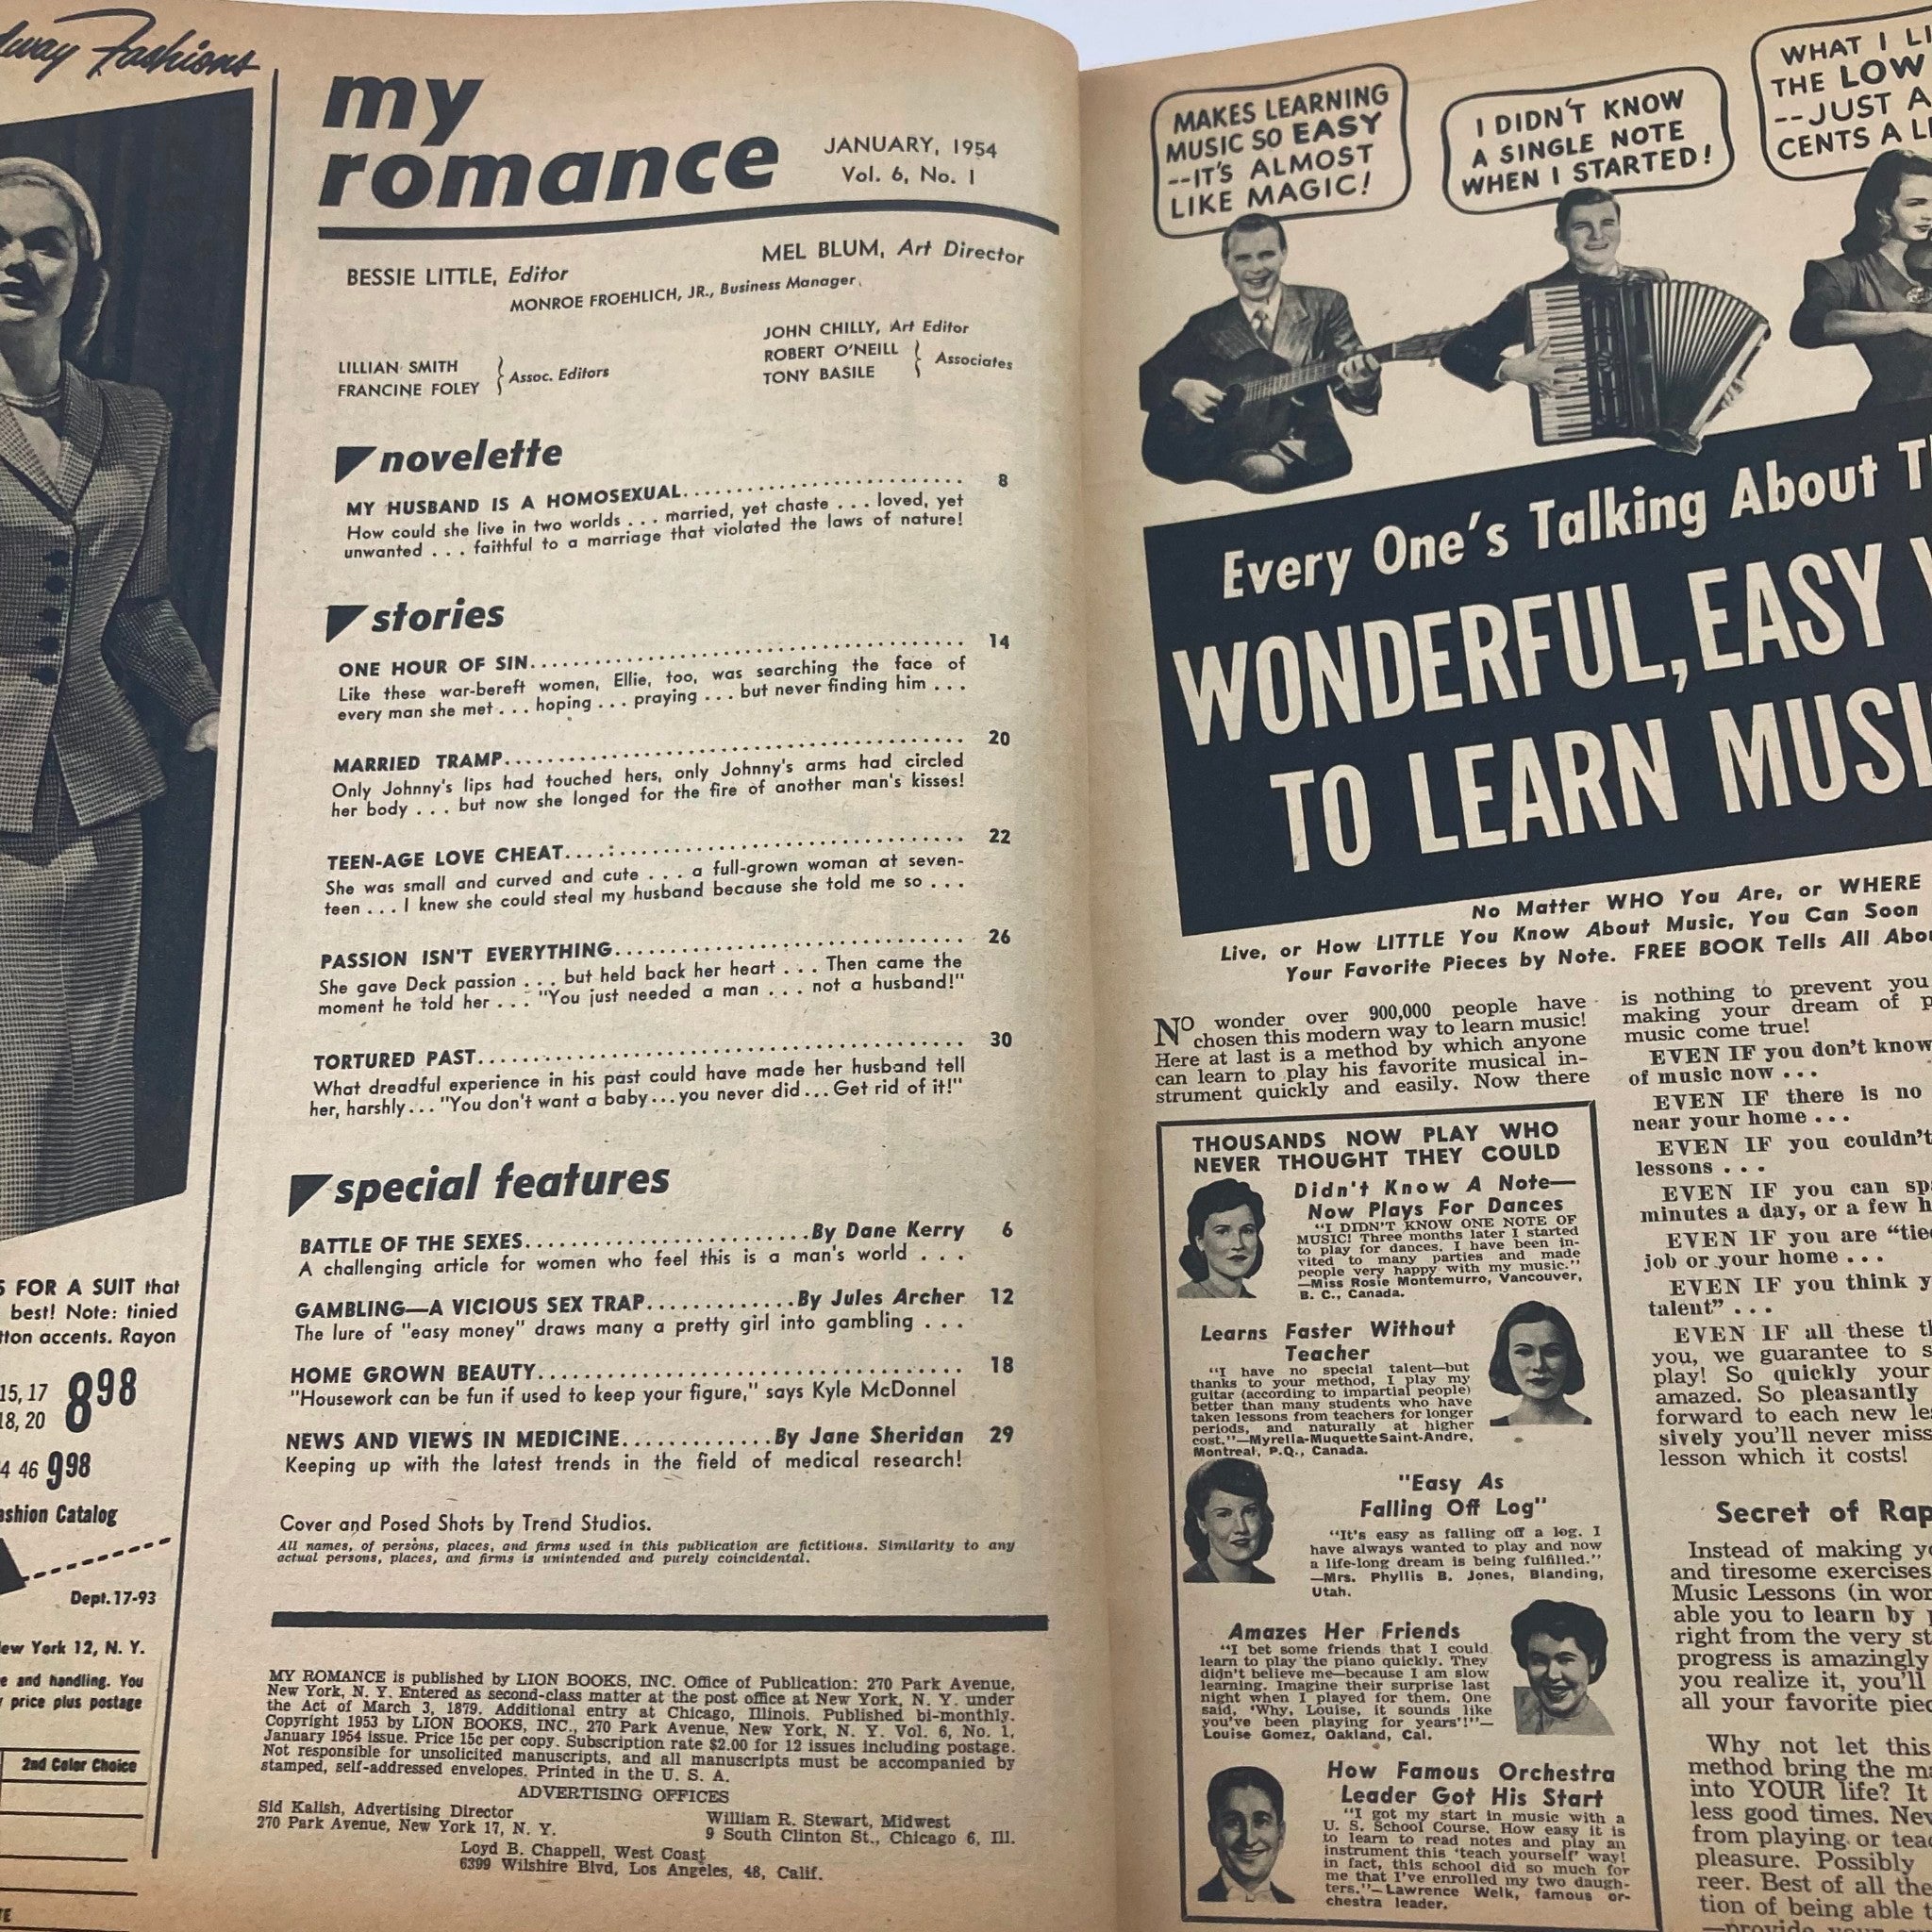 Fashions
FOR A SUIT that
best! Note: tinied
accents. Rayon
15, 17
18, 20
8 98
4 46 9 98
Fashion Catalog
Dept. 17-93
New York 12, N. Y.
and handling. You
price plus postage
2nd Color Choice
my
romance
JANUARY, 1954
Vol. 6, No. 1
BESSIE LITTLE, Editor
MEL BLUM, Art Director
MONROE FROEHLICH, JR., Business Manager
LILLIAN SMITH
FRANCINE FOLEY
Assoc. Editors
JOHN CHILLY, Art Editor
ROBERT O'NEILL
TONY BASILE
Associates
novelette
MY HUSBAND IS A HOMOSEXUAL........................... 8
How could she live in two worlds . . . married, yet chaste . . . loved, yet
unwanted . . . faithful to a marriage that violated the laws of nature!
stories
ONE HOUR OF SIN........................................ 14
Like these war-bereft women, Ellie, too, was searching the face of
every man she met . . . hoping . . . praying . . . but never finding him . . .
MARRIED TRAMP.......................................... 20
Only Johnny's lips had touched hers, only Johnny's arms had circled
her body . . . but now she longed for the fire of another man's kisses!
TEEN-AGE LOVE CHEAT.................................... 22
She was small and curved and cute . . . a full-grown woman at seven-
teen . . . I knew she could steal my husband because she told me so . . .
PASSION ISN'T EVERYTHING................................ 26
She gave Deck passion . . . but held back her heart . . . Then came the
moment he told her . . . "You just needed a man . . . not a husband!"
TORTURED PAST............................................ 30
What dreadful experience in his past could have made her husband tell
her, harshly... "You don't want a baby...you never did...Get rid of it!"
special features
BATTLE OF THE SEXES.........................By Dane Kerry 6
A challenging article for women who feel this is a man's world . . .
GAMBLING—A VICIOUS SEX TRAP.............By Jules Archer 12
The lure of "easy money" draws many a pretty girl into gambling . . .
HOME GROWN BEAUTY..................................... 18
"Housework can be fun if used to keep your figure," says Kyle McDonnel
NEWS AND VIEWS IN MEDICINE.............By Jane Sheridan 29
Keeping up with the latest trends in the field of medical research!
Cover and Posed Shots by Trend Studios.
All names, of persons, places, and firms used in this publication are fictitious. Similarity to any
actual persons, places, and firms is unintended and purely coincidental.
MY ROMANCE is published by LION BOOKS, INC. Office of Publication: 270 Park Avenue,
New York, N. Y. Entered as second-class matter at the post office at New York, N. Y. under
the Act of March 3, 1879. Additional entry at Chicago, Illinois. Published bi-monthly.
Copyright 1953 by LION BOOKS, INC., 270 Park Avenue, New York, N. Y. Vol. 6, No. 1,
January 1954 issue. Price 15c per copy. Subscription rate $2.00 for 12 issues including postage.
Not responsible for unsolicited manuscripts, and all manuscripts must be accompanied by
stamped, self-addressed envelopes. Printed in the U. S. A.
ADVERTISING OFFICES
Sid Kalish, Advertising Director
270 Park Avenue, New York 17, N. Y.
William R. Stewart, Midwest
9 South Clinton St., Chicago 6, Ill.
Loyd B. Chappell, West Coast
6399 Wilshire Blvd, Los Angeles, 48, Calif.
MAKES LEARNING
MUSIC SO EASY
--IT'S ALMOST
LIKE MAGIC!
I DIDN'T KNOW
A SINGLE NOTE
WHEN I STARTED!
WHAT I
THE LOW
--JUST A
CENTS A
Every One's Talking About
WONDERFUL, EASY
TO LEARN
No Matter WHO You Are, or WHERE
Live, or How LITTLE You Know About Music, You Can Soon
Your Favorite Pieces by Note. FREE BOOK Tells All
No wonder over 900,000 people have
chosen this modern way to learn music!
Here at last is a method by which anyone
can learn to play his favorite musical in-
strument quickly and easily. Now there
THOUSANDS NOW PLAY WHO
NEVER THOUGHT THEY COULD
Didn't Know A Note—
Now Plays For Dances
"I DIDN'T KNOW ONE NOTE OF
MUSIC! Three months later I started
to play for dances. I have been in-
vited to many parties and made
people very happy with my music."
—Miss Rosie Montemurro, Vancouver,
B. C., Canada.
Learns Faster Without
Teacher
"I have no special talent—but
thanks to your method, I play my
guitar (according to impartial people)
better than many students who have
taken lessons from teachers for longer
periods, and naturally at higher
cost."—Myrella-Muquette Saint-Andre,
Montreal, P.Q., Canada.
"Easy As
Falling Off Log"
"It's easy as falling off a log. I
have always wanted to play and now
a life-long dream is being fulfilled."
—Mrs. Phyllis B. Jones, Blanding,
Utah.
Amazes Her Friends
"I bet some friends that I could
learn to play the piano quickly. They
didn't believe me—because I am slow
learning. Imagine their surprise last
night when I played for them. One
said, 'Why, Louise, it sounds like
you've been playing for years'!"—
Louise Gomez, Oakland, Cal.
How Famous Orchestra
Leader Got His Start
"I got my start in music with a
U. S. School Course. How easy it is
to learn to read notes and play an
instrument this 'teach yourself' way!
in fact, this school did so much for
me that I've enrolled my two daugh-
ters."—Lawrence Welk, famous or-
chestra leader.
is nothing to prevent you
making your dream of
music come true!
EVEN IF you don't know
of music now . . .
EVEN IF there is no
near your home . . .
EVEN IF you couldn't
lessons . . .
EVEN IF you can
minutes a day, or a few
EVEN IF you are
job or your home . . .
EVEN IF you think
talent" . . .
EVEN IF all these
you, we guarantee to
play! So quickly your
amazed. So pleasantly
forward to each new
sively you'll never miss
lesson which it costs!
Secret of
Instead of making
and tiresome exercises
Music Lessons (in
able you to learn by
right from the very
progress is amazingly
you realize it, you'll
all your favorite
Why not let this
method bring the
into YOUR life? It
less good times.
from playing or
pleasure. Possibly
reer. Best of all
tion of being able